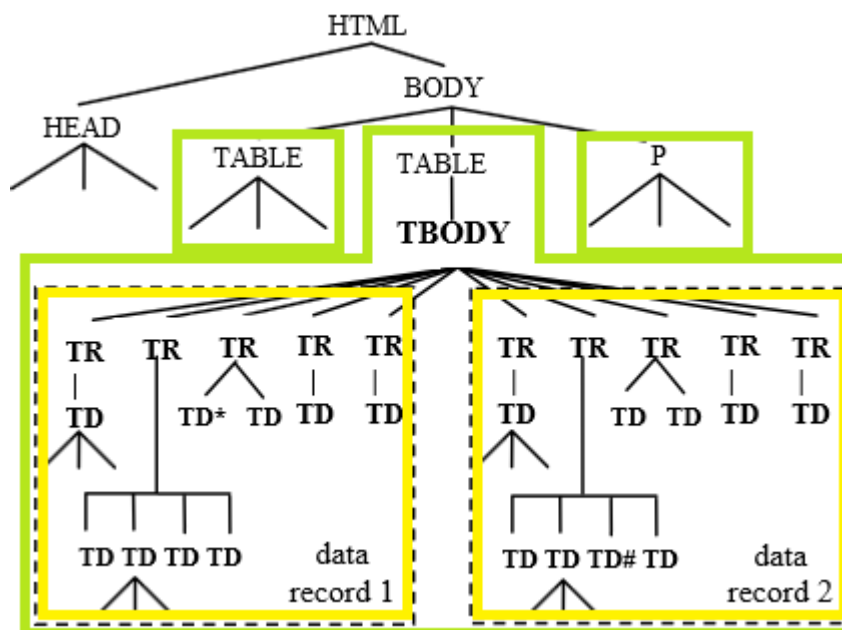 HTML
BODY
HEAD
TABLE TABLE P
TBODY
TR TR TR TR TR TR TR TR TR TR
TD TD* TD TD TD TD TD TD TD TD
TD TD TD TD data TD TD TD# TD data
record 1 record 2